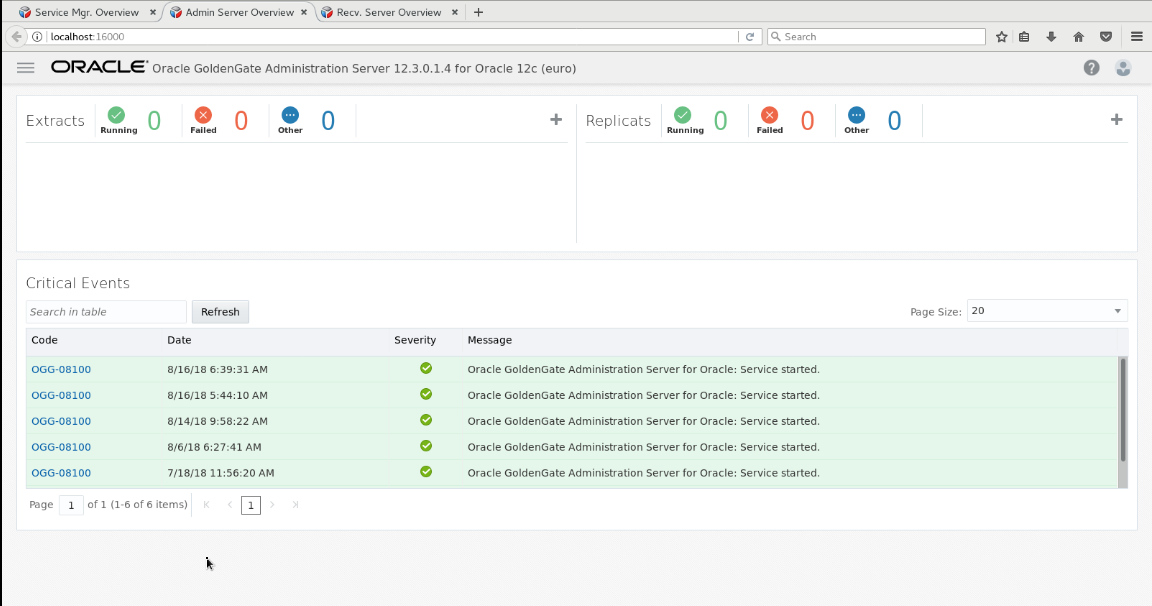 Service Mgr. Overview × Admin Server Overview × Recv. Server Overview × +
localhost:16000 Search
ORACLE® Oracle GoldenGate Administration Server 12.3.0.1.4 for Oracle 12c (euro) ?
Extracts Running 0 Failed 0 Other 0 + Replicats Running 0 Failed 0 Other 0 +
Critical Events
Search in table Refresh Page Size: 20
Code Date Severity Message
OGG-08100 8/16/18 6:39:31 AM Oracle GoldenGate Administration Server for Oracle: Service started.
OGG-08100 8/16/18 5:44:10 AM Oracle GoldenGate Administration Server for Oracle: Service started.
OGG-08100 8/14/18 9:58:22 AM Oracle GoldenGate Administration Server for Oracle: Service started.
OGG-08100 8/6/18 6:27:41 AM Oracle GoldenGate Administration Server for Oracle: Service started.
OGG-08100 7/18/18 11:56:20 AM Oracle GoldenGate Administration Server for Oracle: Service started.
Page 1 of 1 (1-6 of 6 items) 1